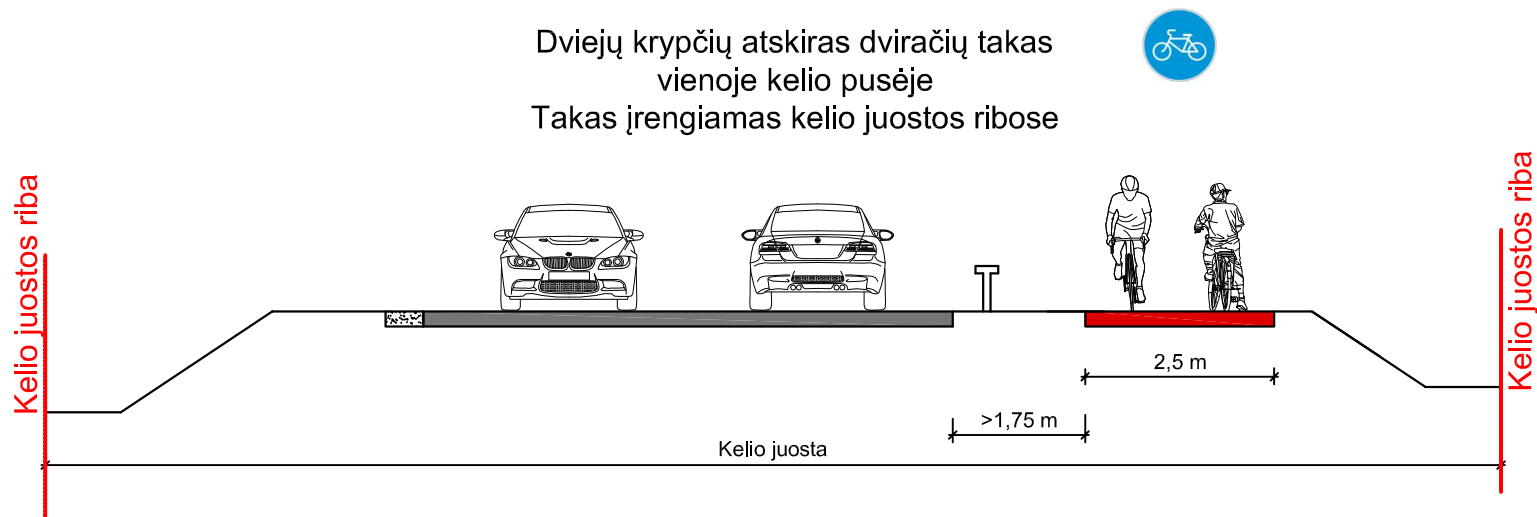 Dviejų krypčių atskiras dviračių takas
vienoje kelio pusėje
Takas įrengiamas kelio juostos ribose
Kelio juostos riba
Kelio juostos riba
2,5 m
>1,75 m
Kelio juosta